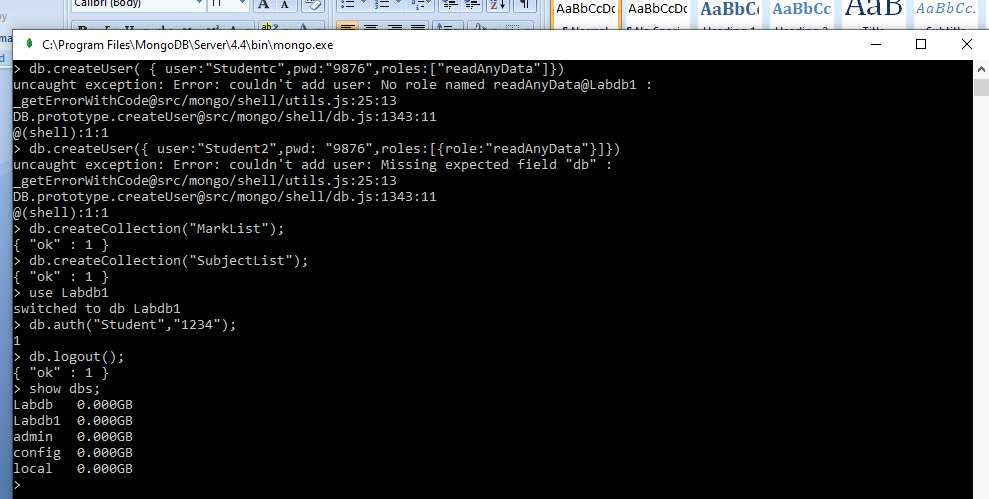 Calibri (Body)
11
A
A
¶
AaBbCcDc
AaBbCcDc
AaBbC
AaBbCc
AaB
AaBbCc.
C:\Program Files\MongoDB\Server\4.4\bin\mongo.exe
> db.createUser( { user:"Studentc",pwd:"9876",roles:["readAnyData"]})
uncaught exception: Error: couldn't add user: No role named readAnyData@Labdb1 :
_getErrorWithCode@src/mongo/shell/utils.js:25:13
DB.prototype.createUser@src/mongo/shell/db.js:1343:11
@(shell):1:1
> db.createUser({ user:"Student2",pwd: "9876",roles:[{role:"readAnyData"}]})
uncaught exception: Error: couldn't add user: Missing expected field "db" :
_getErrorWithCode@src/mongo/shell/utils.js:25:13
DB.prototype.createUser@src/mongo/shell/db.js:1343:11
@(shell):1:1
> db.createCollection("MarkList");
{ "ok" : 1 }
> db.createCollection("SubjectList");
{ "ok" : 1 }
> use Labdb1
switched to db Labdb1
> db.auth("Student","1234");
1
> db.logout();
{ "ok" : 1 }
> show dbs;
Labdb   0.000GB
Labdb1  0.000GB
admin   0.000GB
config  0.000GB
local   0.000GB
>